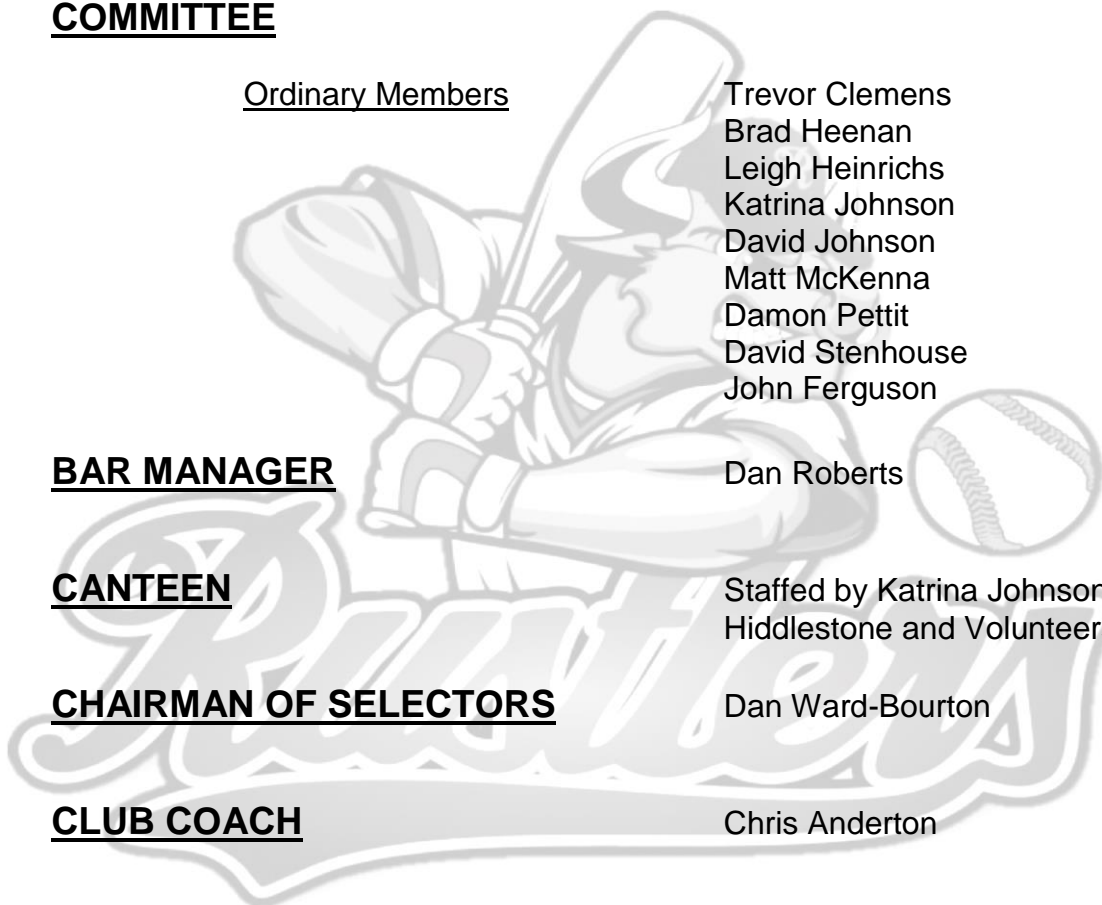 COMMITTEE
Ordinary Members Trevor Clemens
Brad Heenan
Leigh Heinrichs
Katrina Johnson
David Johnson
Matt McKenna
Damon Pettit
David Stenhouse
John Ferguson
BAR MANAGER Dan Roberts
CANTEEN Staffed by Katrina Johnson
Hiddlestone and Volunteer
CHAIRMAN OF SELECTORS Dan Ward-Bourton
CLUB COACH Chris Anderton
Rustlers